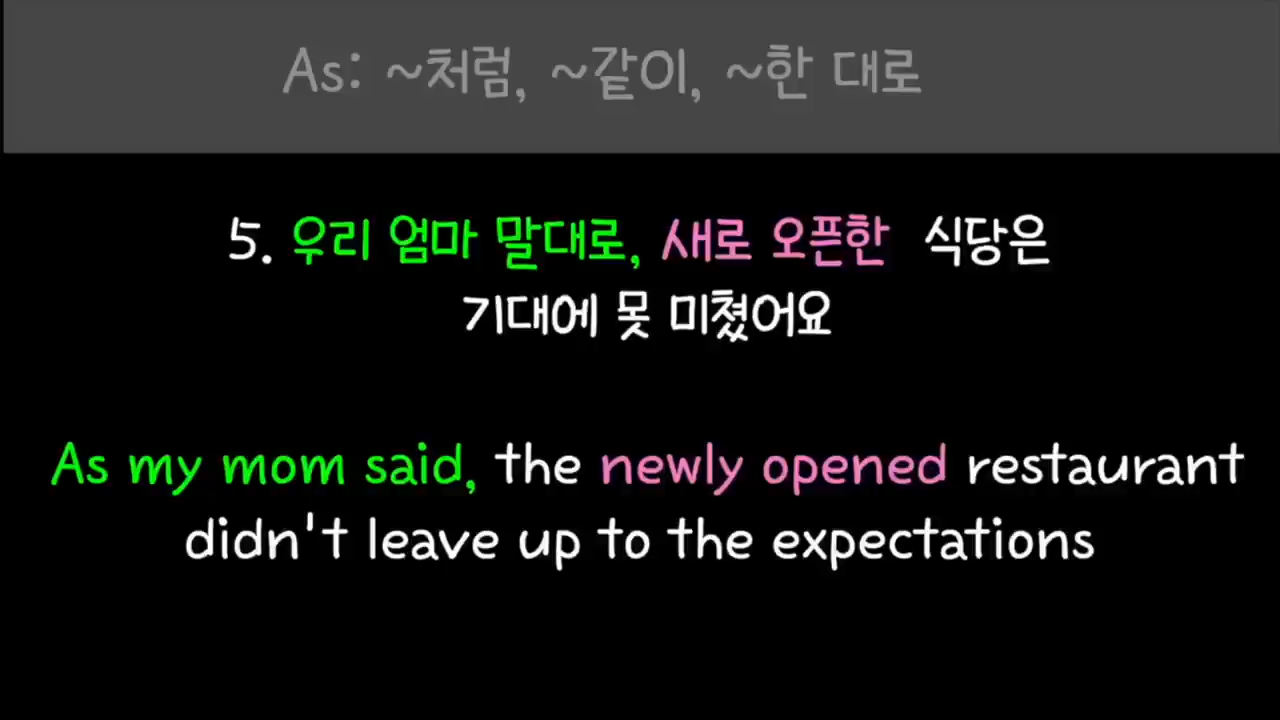 As: ~처럼, ~같이, ~한 대로
5. 우리 엄마 말대로, 새로 오픈한 식당은
기대에 못 미쳤어요
As my mom said, the newly opened restaurant
didn't leave up to the expectations